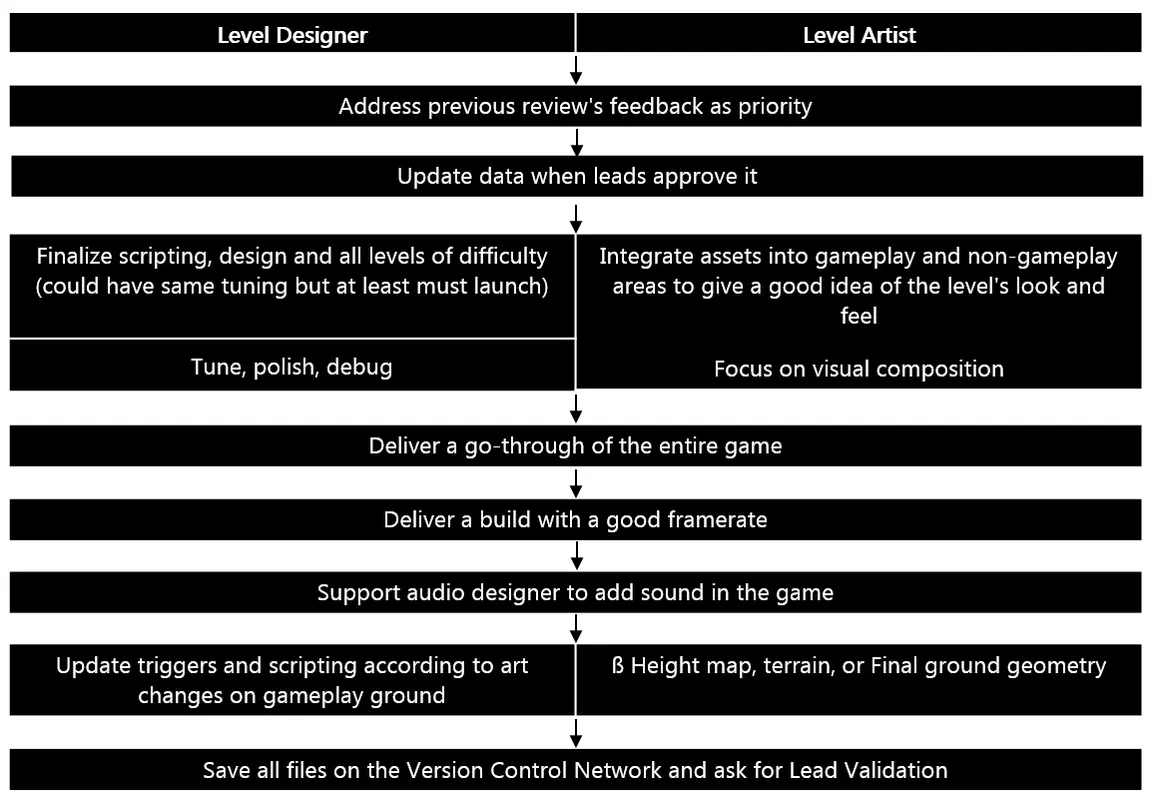 Level Designer
Level Artist
Address previous review's feedback as priority
Update data when leads approve it
Finalize scripting, design and all levels of difficulty
(could have same tuning but at least must launch)
Tune, polish, debug
Integrate assets into gameplay and non-gameplay
areas to give a good idea of the level's look and
feel
Focus on visual composition
Deliver a go-through of the entire game
Deliver a build with a good framerate
Support audio designer to add sound in the game
Update triggers and scripting according to art
changes on gameplay ground
ß Height map, terrain, or Final ground geometry
Save all files on the Version Control Network and ask for Lead Validation